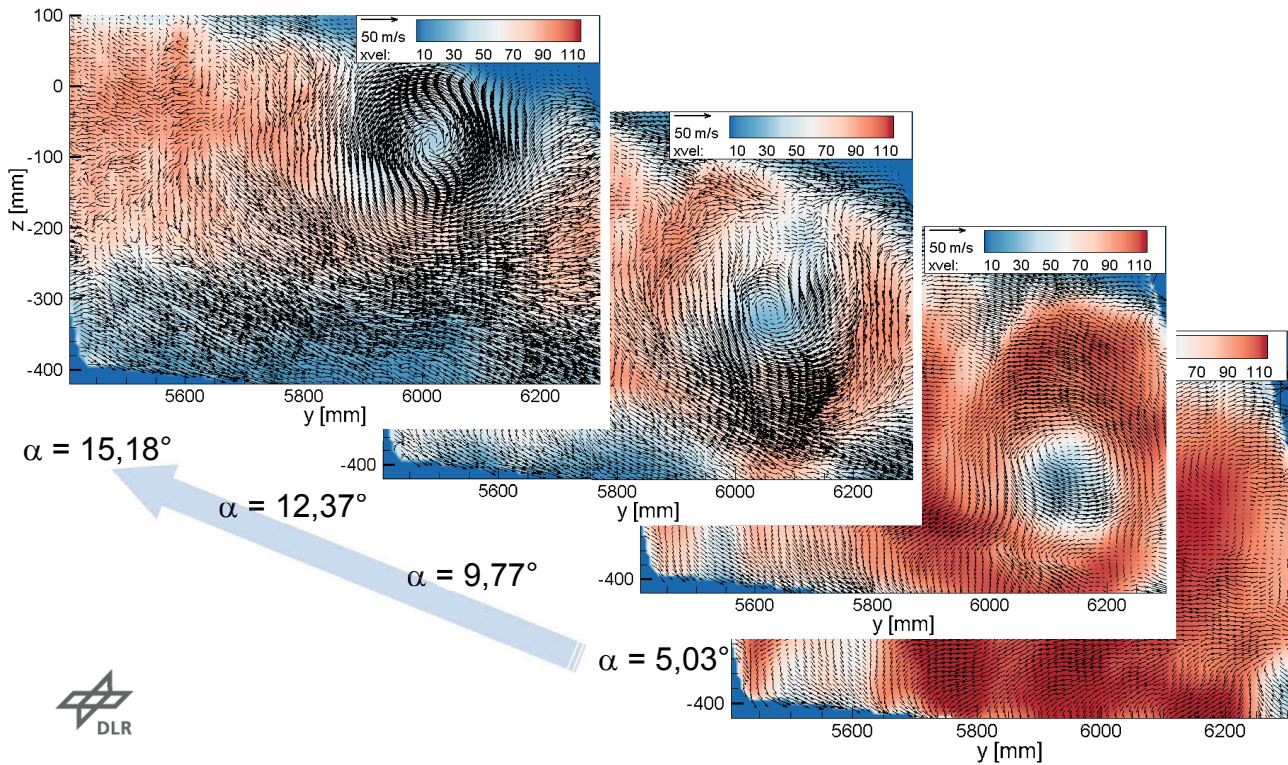 50 m/s
xvel: 10 30 50 70 90 110
100
0
-100
-200
-300
-400
z [mm]
5600 5800 6000 6200
y [mm]
50 m/s
xvel: 10 30 50 70 90 110
-400
5600 5800 6000 6200
y [mm]
50 m/s
xvel: 10 30 50 70 90 110
-400
5600 5800 6000 6200
y [mm]
70 90 110
-400
5600 5800 6000 6200
y [mm]
α = 15,18°
α = 12,37°
α = 9,77°
α = 5,03°
DLR